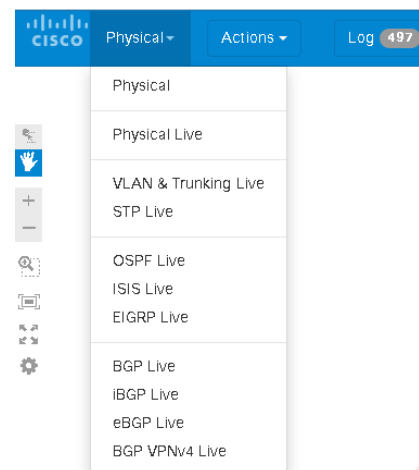 CISCO
Physical
Actions
Log 497
Physical
Physical Live
VLAN & Trunking Live
STP Live
OSPF Live
ISIS Live
EIGRP Live
BGP Live
iBGP Live
eBGP Live
BGP VPNv4 Live